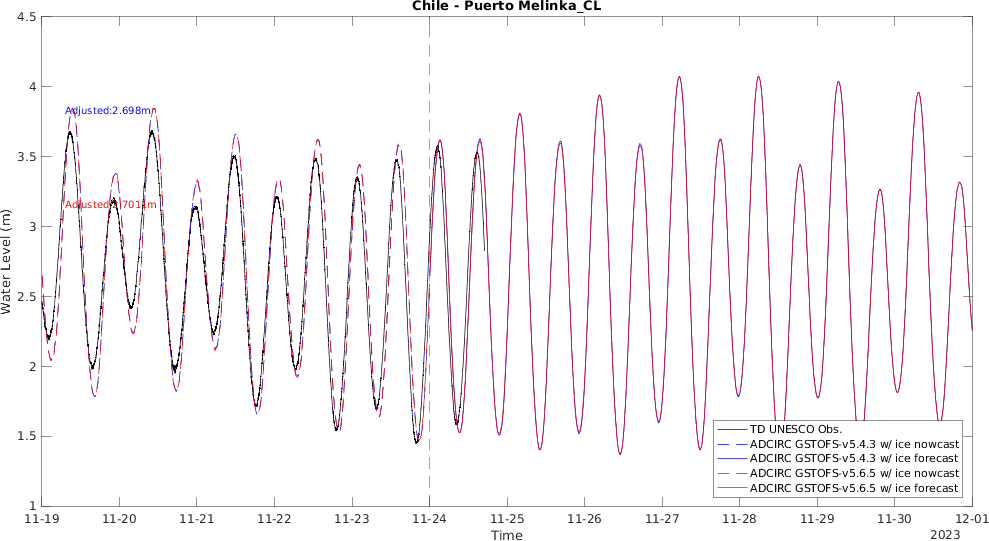 Chile - Puerto Melinka_CL
4.5
4
3.5
3
2.5
2
1.5
1
Water Level (m)
Adjusted:2.698m
Adjusted:2.7011m
TD UNESCO Obs.
ADCIRC GSTOFS-v5.4.3 w/ ice nowcast
ADCIRC GSTOFS-v5.4.3 w/ ice forecast
ADCIRC GSTOFS-v5.6.5 w/ ice nowcast
ADCIRC GSTOFS-v5.6.5 w/ ice forecast
11-19 11-20 11-21 11-22 11-23 11-24 11-25 11-26 11-27 11-28 11-29 11-30 12-01
Time
2023